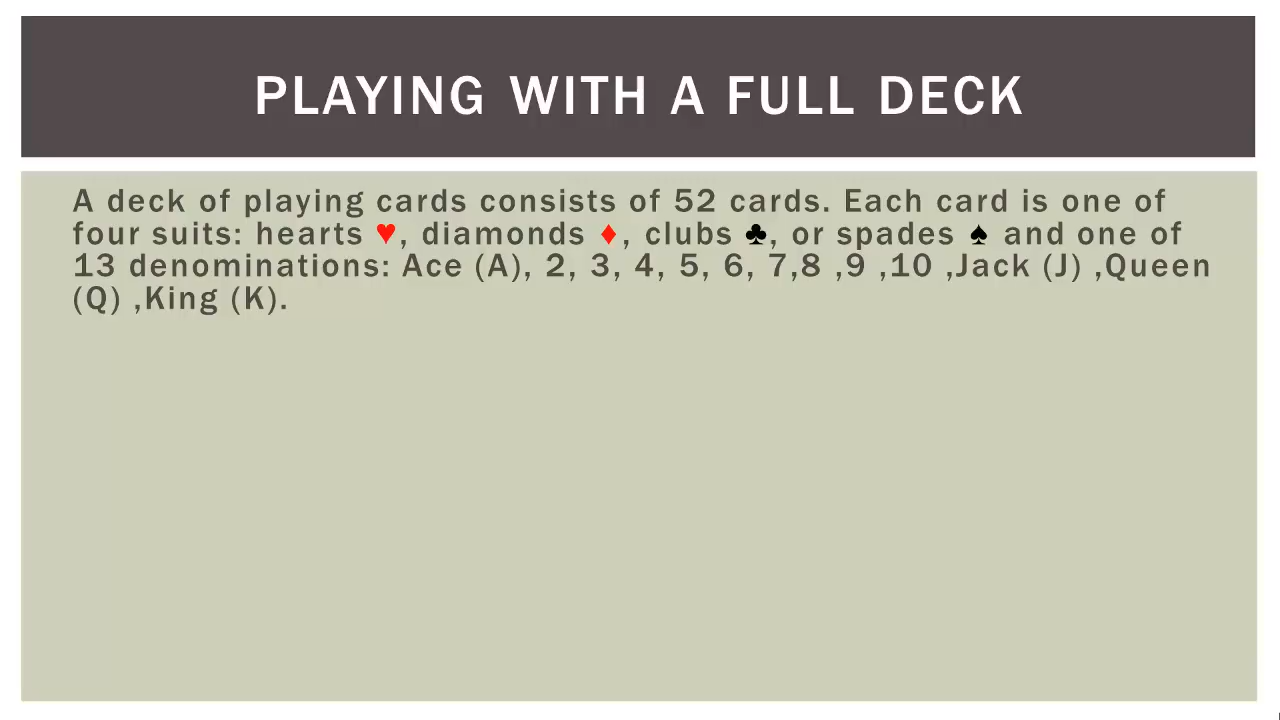 PLAYING WITH A FULL DECK
A deck of playing cards consists of 52 cards. Each card is one of
four suits: hearts ♥, diamonds ♦, clubs ♣, or spades ♠ and one of
13 denominations: Ace (A), 2, 3, 4, 5, 6, 7,8 ,9 ,10 ,Jack (J) ,Queen
(Q) ,King (K).